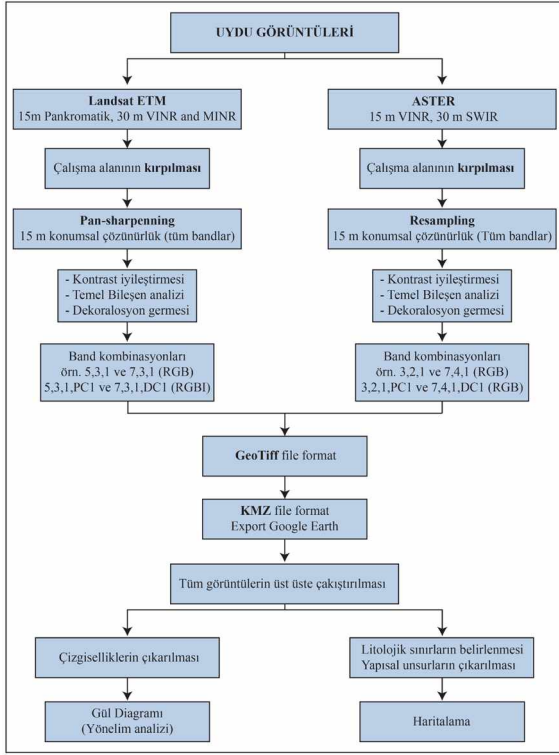 UYDU GÖRÜNTÜLERİ
Landsat ETM
15m Pankromatik, 30 m VINR and MINR
ASTER
15 m VINR, 30 m SWIR
Çalışma alanının kırpılması
Çalışma alanının kırpılması
Pan-sharpenning
15 m konumsal çözünürlük (tüm bandlar)
Resampling
15 m konumsal çözünürlük (Tüm bandlar)
- Kontrast iyileştirmesi
- Temel Bileşen analizi
- Dekoralosyon germesi
- Kontrast iyileştirmesi
- Temel Bileşen analizi
- Dekoralosyon germesi
Band kombinasyonları
örn. 5,3,1 ve 7,3,1 (RGB)
5,3,1,PC1 ve 7,3,1,DC1 (RGBI)
Band kombinasyonları
örn. 3,2,1 ve 7,4,1 (RGB)
3,2,1,PC1 ve 7,4,1,DC1 (RGB)
GeoTiff file format
KMZ file format
Export Google Earth
Tüm görüntülerin üst üste çakıştırılması
Çizgiselliklerin çıkarılması
Litolojik sınırların belirlenmesi
Yapısal unsurların çıkarılması
Gül Diagramı
(Yönelim analizi)
Haritalama